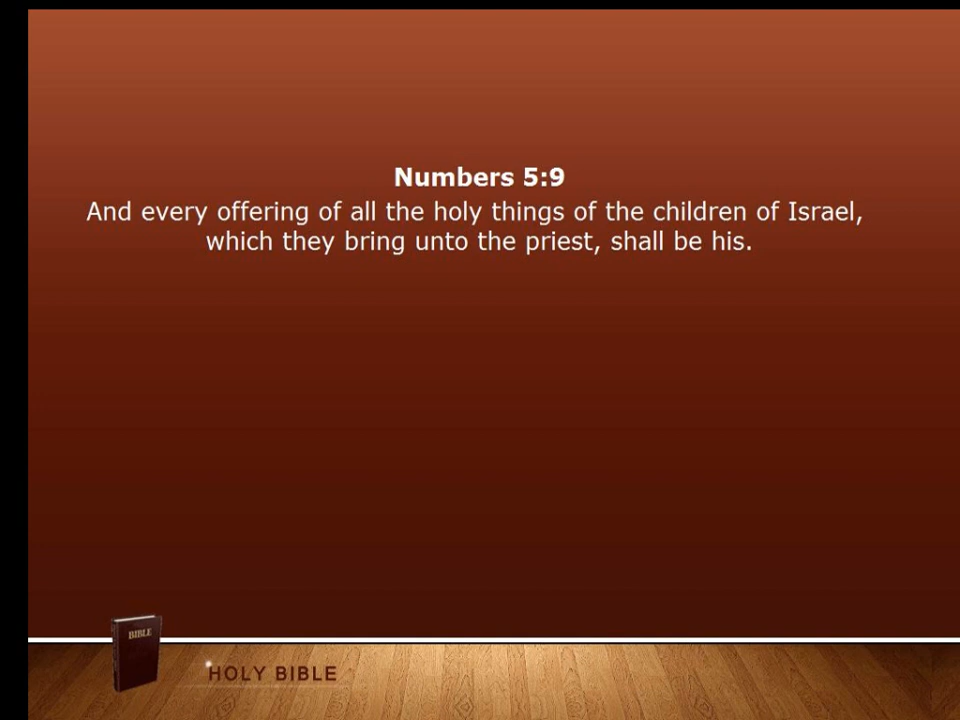 Numbers 5:9
And every offering of all the holy things of the children of Israel,
which they bring unto the priest, shall be his.
BIBLE
HOLY BIBLE